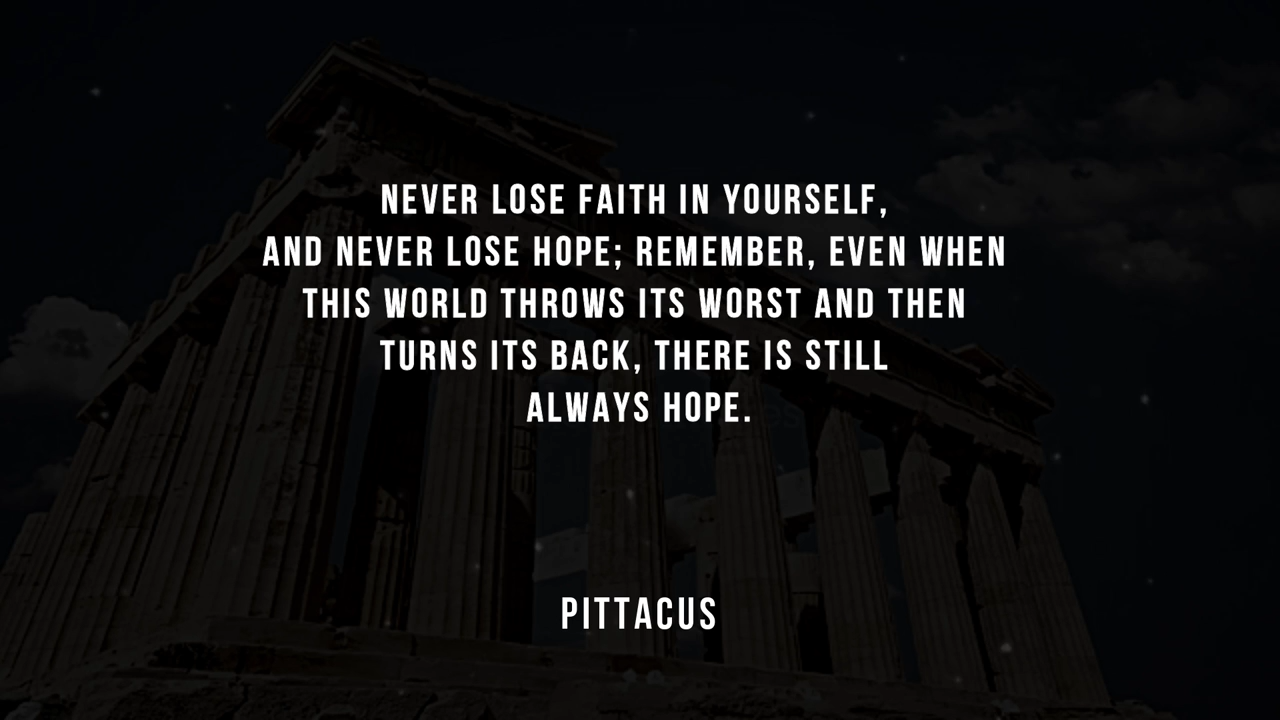 NEVER LOSE FAITH IN YOURSELF,
AND NEVER LOSE HOPE; REMEMBER, EVEN WHEN
THIS WORLD THROWS ITS WORST AND THEN
TURNS ITS BACK, THERE IS STILL
ALWAYS HOPE.
PITTACUS